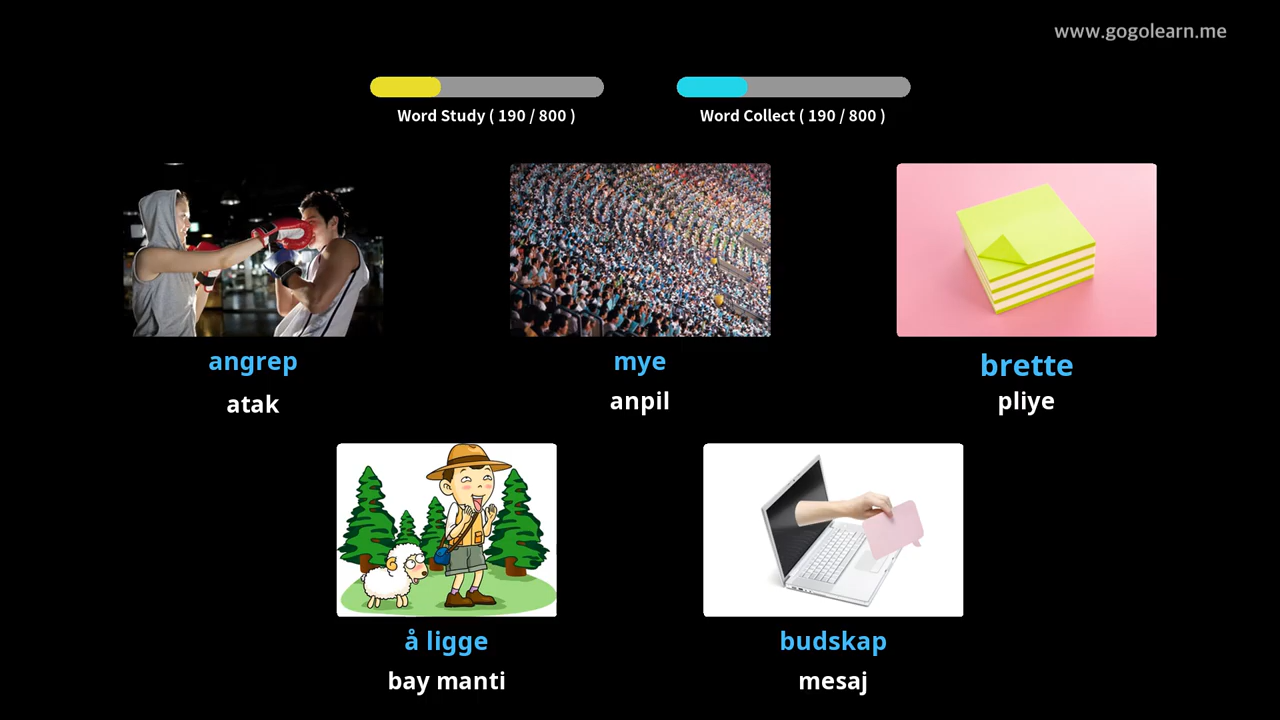 www.gogolearn.me
Word Study ( 190 / 800 )
Word Collect ( 190 / 800 )
angrep
atak
mye
anpil
brette
pliye
å ligge
bay manti
budskap
mesaj